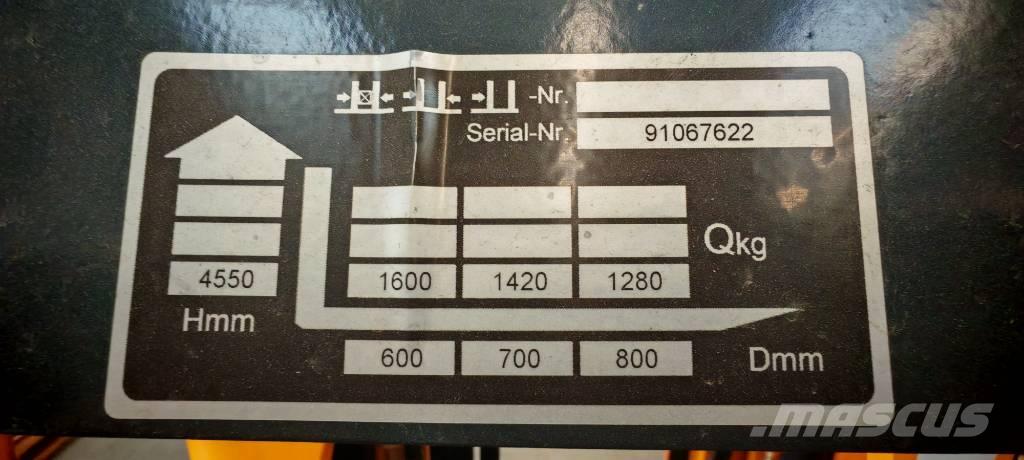 -Nr.
Serial-Nr. 91067622
Qkg
4550 1600 1420 1280
Hmm
600 700 800 Dmm
MASCUS